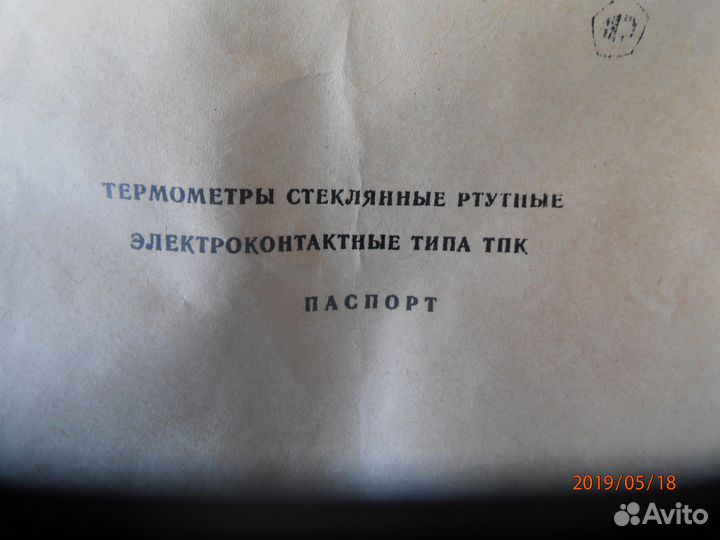 ТЕРМОМЕТРЫ СТЕКЛЯННЫЕ РТУТНЫЕ
ЭЛЕКТРОКОНТАКТНЫЕ ТИПА ТПК
ПАСПОРТ
2019/05/18
Avito